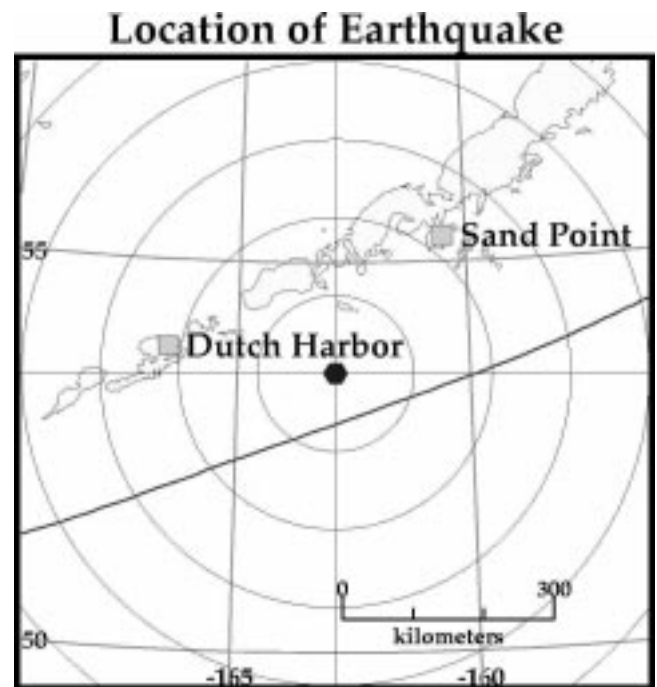 Location of Earthquake
55
Sand Point
Dutch Harbor
0 300
kilometers
50
-165 -160